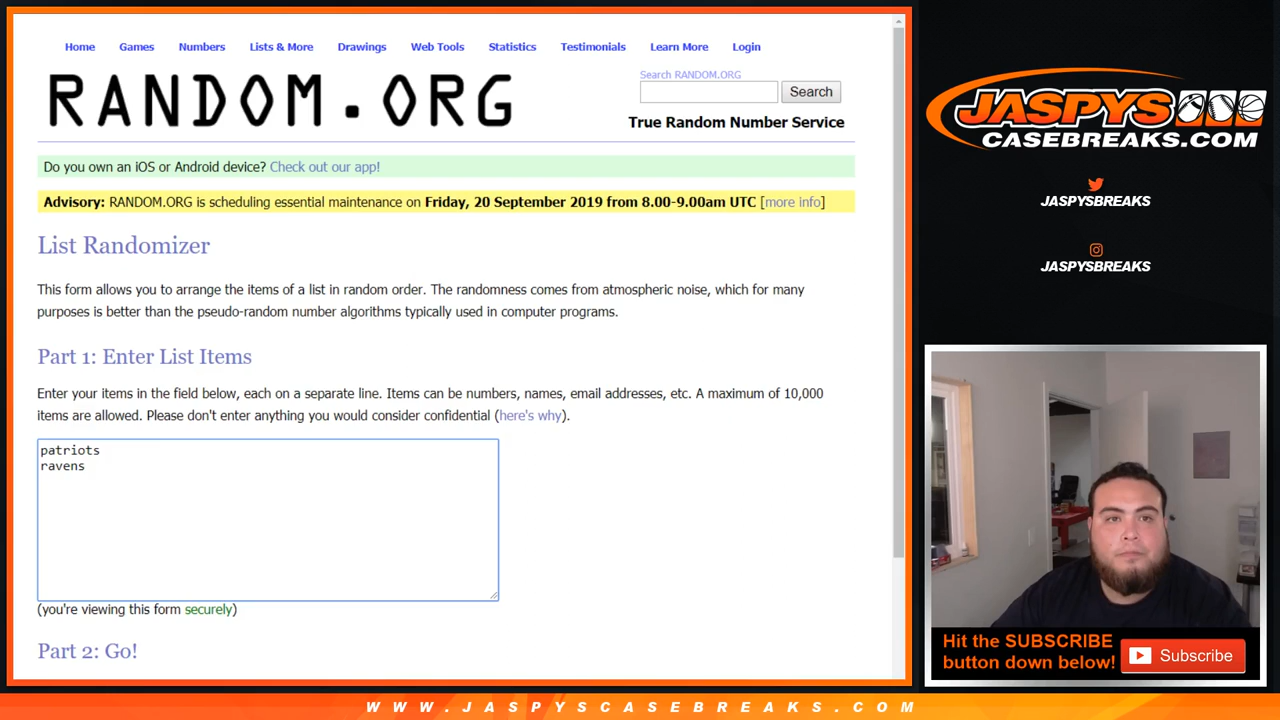 Home Games Numbers Lists & More Drawings Web Tools Statistics Testimonials Learn More Login
RANDOM.ORG
Search RANDOM.ORG
Search
True Random Number Service
Do you own an iOS or Android device? Check out our app!
Advisory: RANDOM.ORG is scheduling essential maintenance on Friday, 20 September 2019 from 8.00-9.00am UTC [more info]
List Randomizer
This form allows you to arrange the items of a list in random order. The randomness comes from atmospheric noise, which for many
purposes is better than the pseudo-random number algorithms typically used in computer programs.
Part 1: Enter List Items
Enter your items in the field below, each on a separate line. Items can be numbers, names, email addresses, etc. A maximum of 10,000
items are allowed. Please don't enter anything you would consider confidential (here's why).
patriots
ravens
(you're viewing this form securely)
Part 2: Go!
JASPYS
CASEBREAKS.COM
JASPYSBREAKS
JASPYSBREAKS
Hit the SUBSCRIBE
button down below!
Subscribe
WWW.JASPYSCASEBREAKS.COM